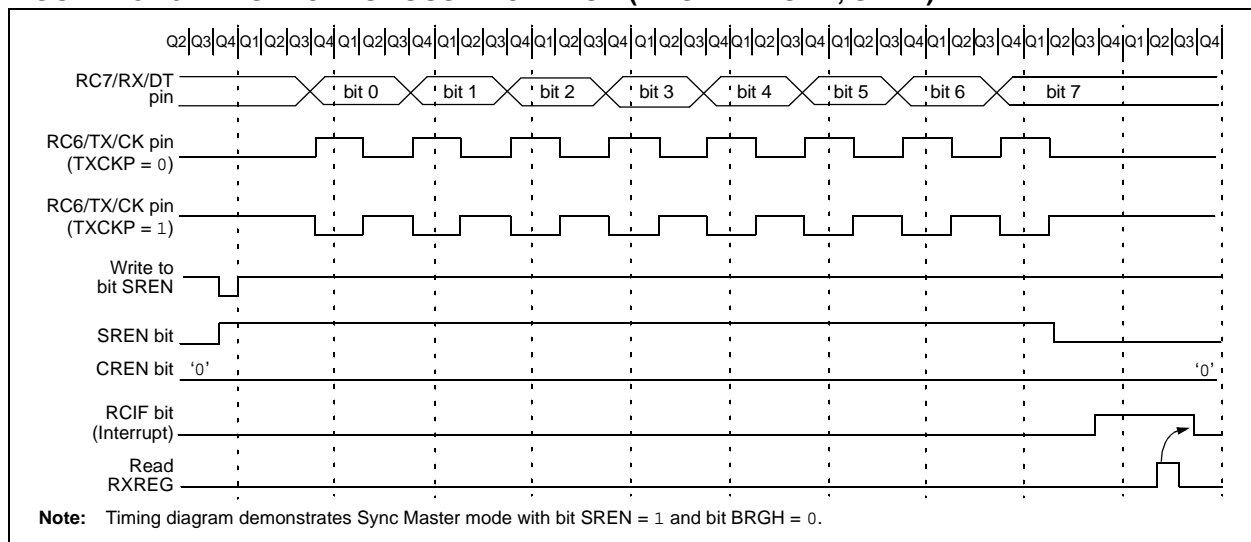 Q2 Q3 Q4 Q1 Q2 Q3 Q4 Q1 Q2 Q3 Q4 Q1 Q2 Q3 Q4 Q1 Q2 Q3 Q4 Q1 Q2 Q3 Q4 Q1 Q2 Q3 Q4 Q1 Q2 Q3 Q4 Q1 Q2 Q3 Q4 Q1 Q2 Q3 Q4 Q1 Q2 Q3 Q4
RC7/RX/DT
pin
bit 0 bit 1 bit 2 bit 3 bit 4 bit 5 bit 6 bit 7
RC6/TX/CK pin
(TXCKP = 0)
RC6/TX/CK pin
(TXCKP = 1)
Write to
bit SREN
SREN bit
CREN bit ‘0’ ‘0’
RCIF bit
(Interrupt)
Read
RXREG
Note: Timing diagram demonstrates Sync Master mode with bit SREN = 1 and bit BRGH = 0.